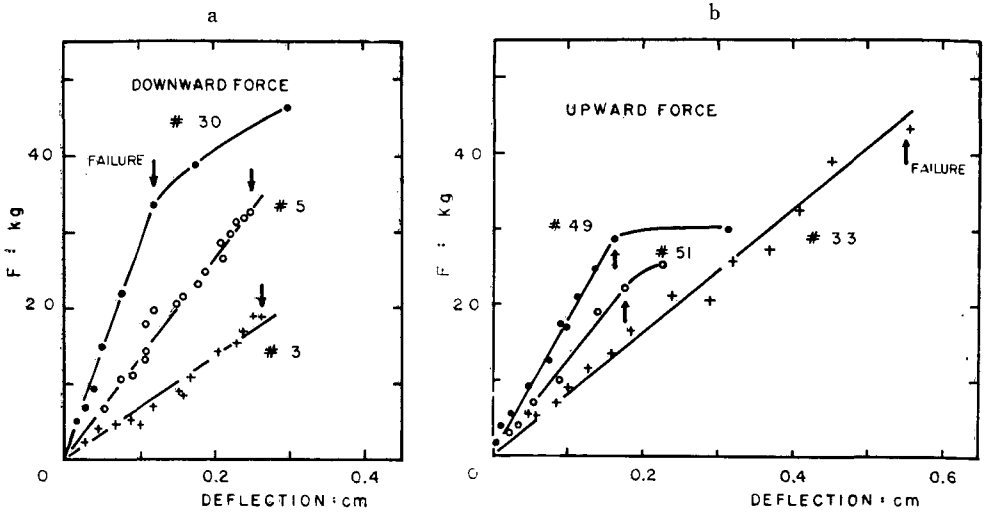 a
DOWNWARD FORCE
# 30
FAILURE
# 5
# 3
40
20
0
F : kg
0
0.2
0.4
DEFLECTION : cm
b
UPWARD FORCE
# 49
# 51
# 33
FAILURE
40
20
0
F : kg
0.2
0.4
0.6
DEFLECTION : cm